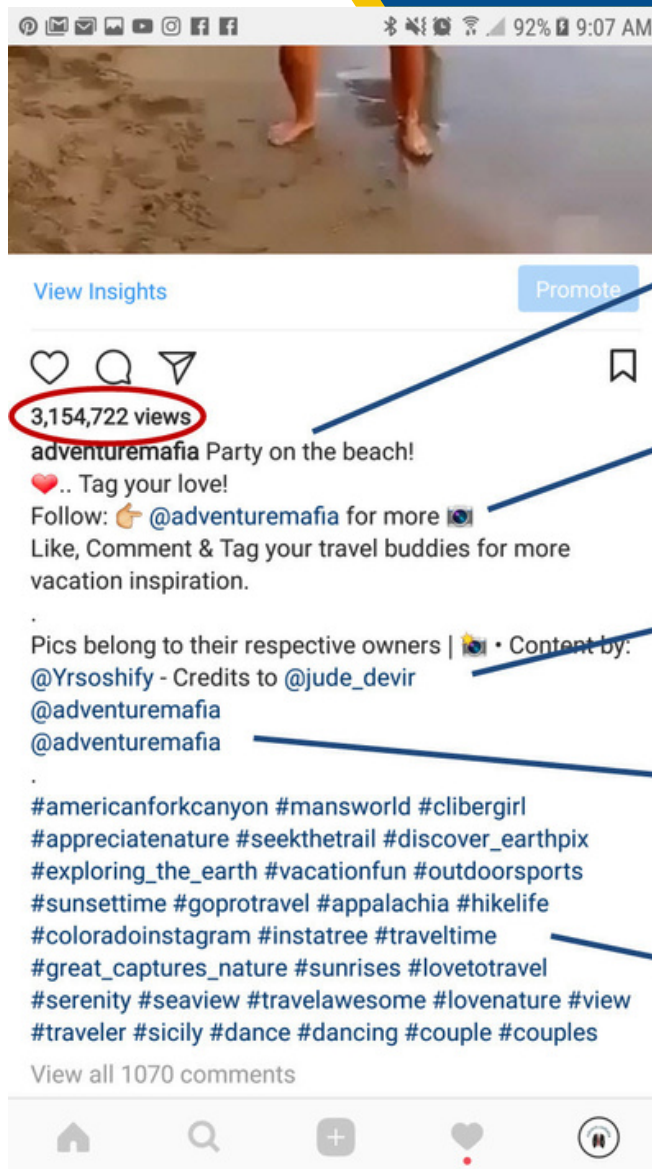 92% 9:07 AM
View Insights
Promote
3,154,722 views
adventuremafia Party on the beach!
❤.. Tag your love!
Follow: 👉 @adventuremafia for more 📷
Like, Comment & Tag your travel buddies for more
vacation inspiration.
.
Pics belong to their respective owners | 📸 • Content by:
@Yrsoshify - Credits to @jude_devir
@adventuremafia
@adventuremafia
.
#americanforkcanyon #mansworld #clibergirl
#appreciatenature #seekthetrail #discover_earthpix
#exploring_the_earth #vacationfun #outdoorsports
#sunsettime #goprotravel #appalachia #hikelife
#coloradoinstagram #instatree #traveltime
#great_captures_nature #sunrises #lovetotravel
#serenity #seaview #travelawesome #lovenature #view
#traveler #sicily #dance #dancing #couple #couples
View all 1070 comments